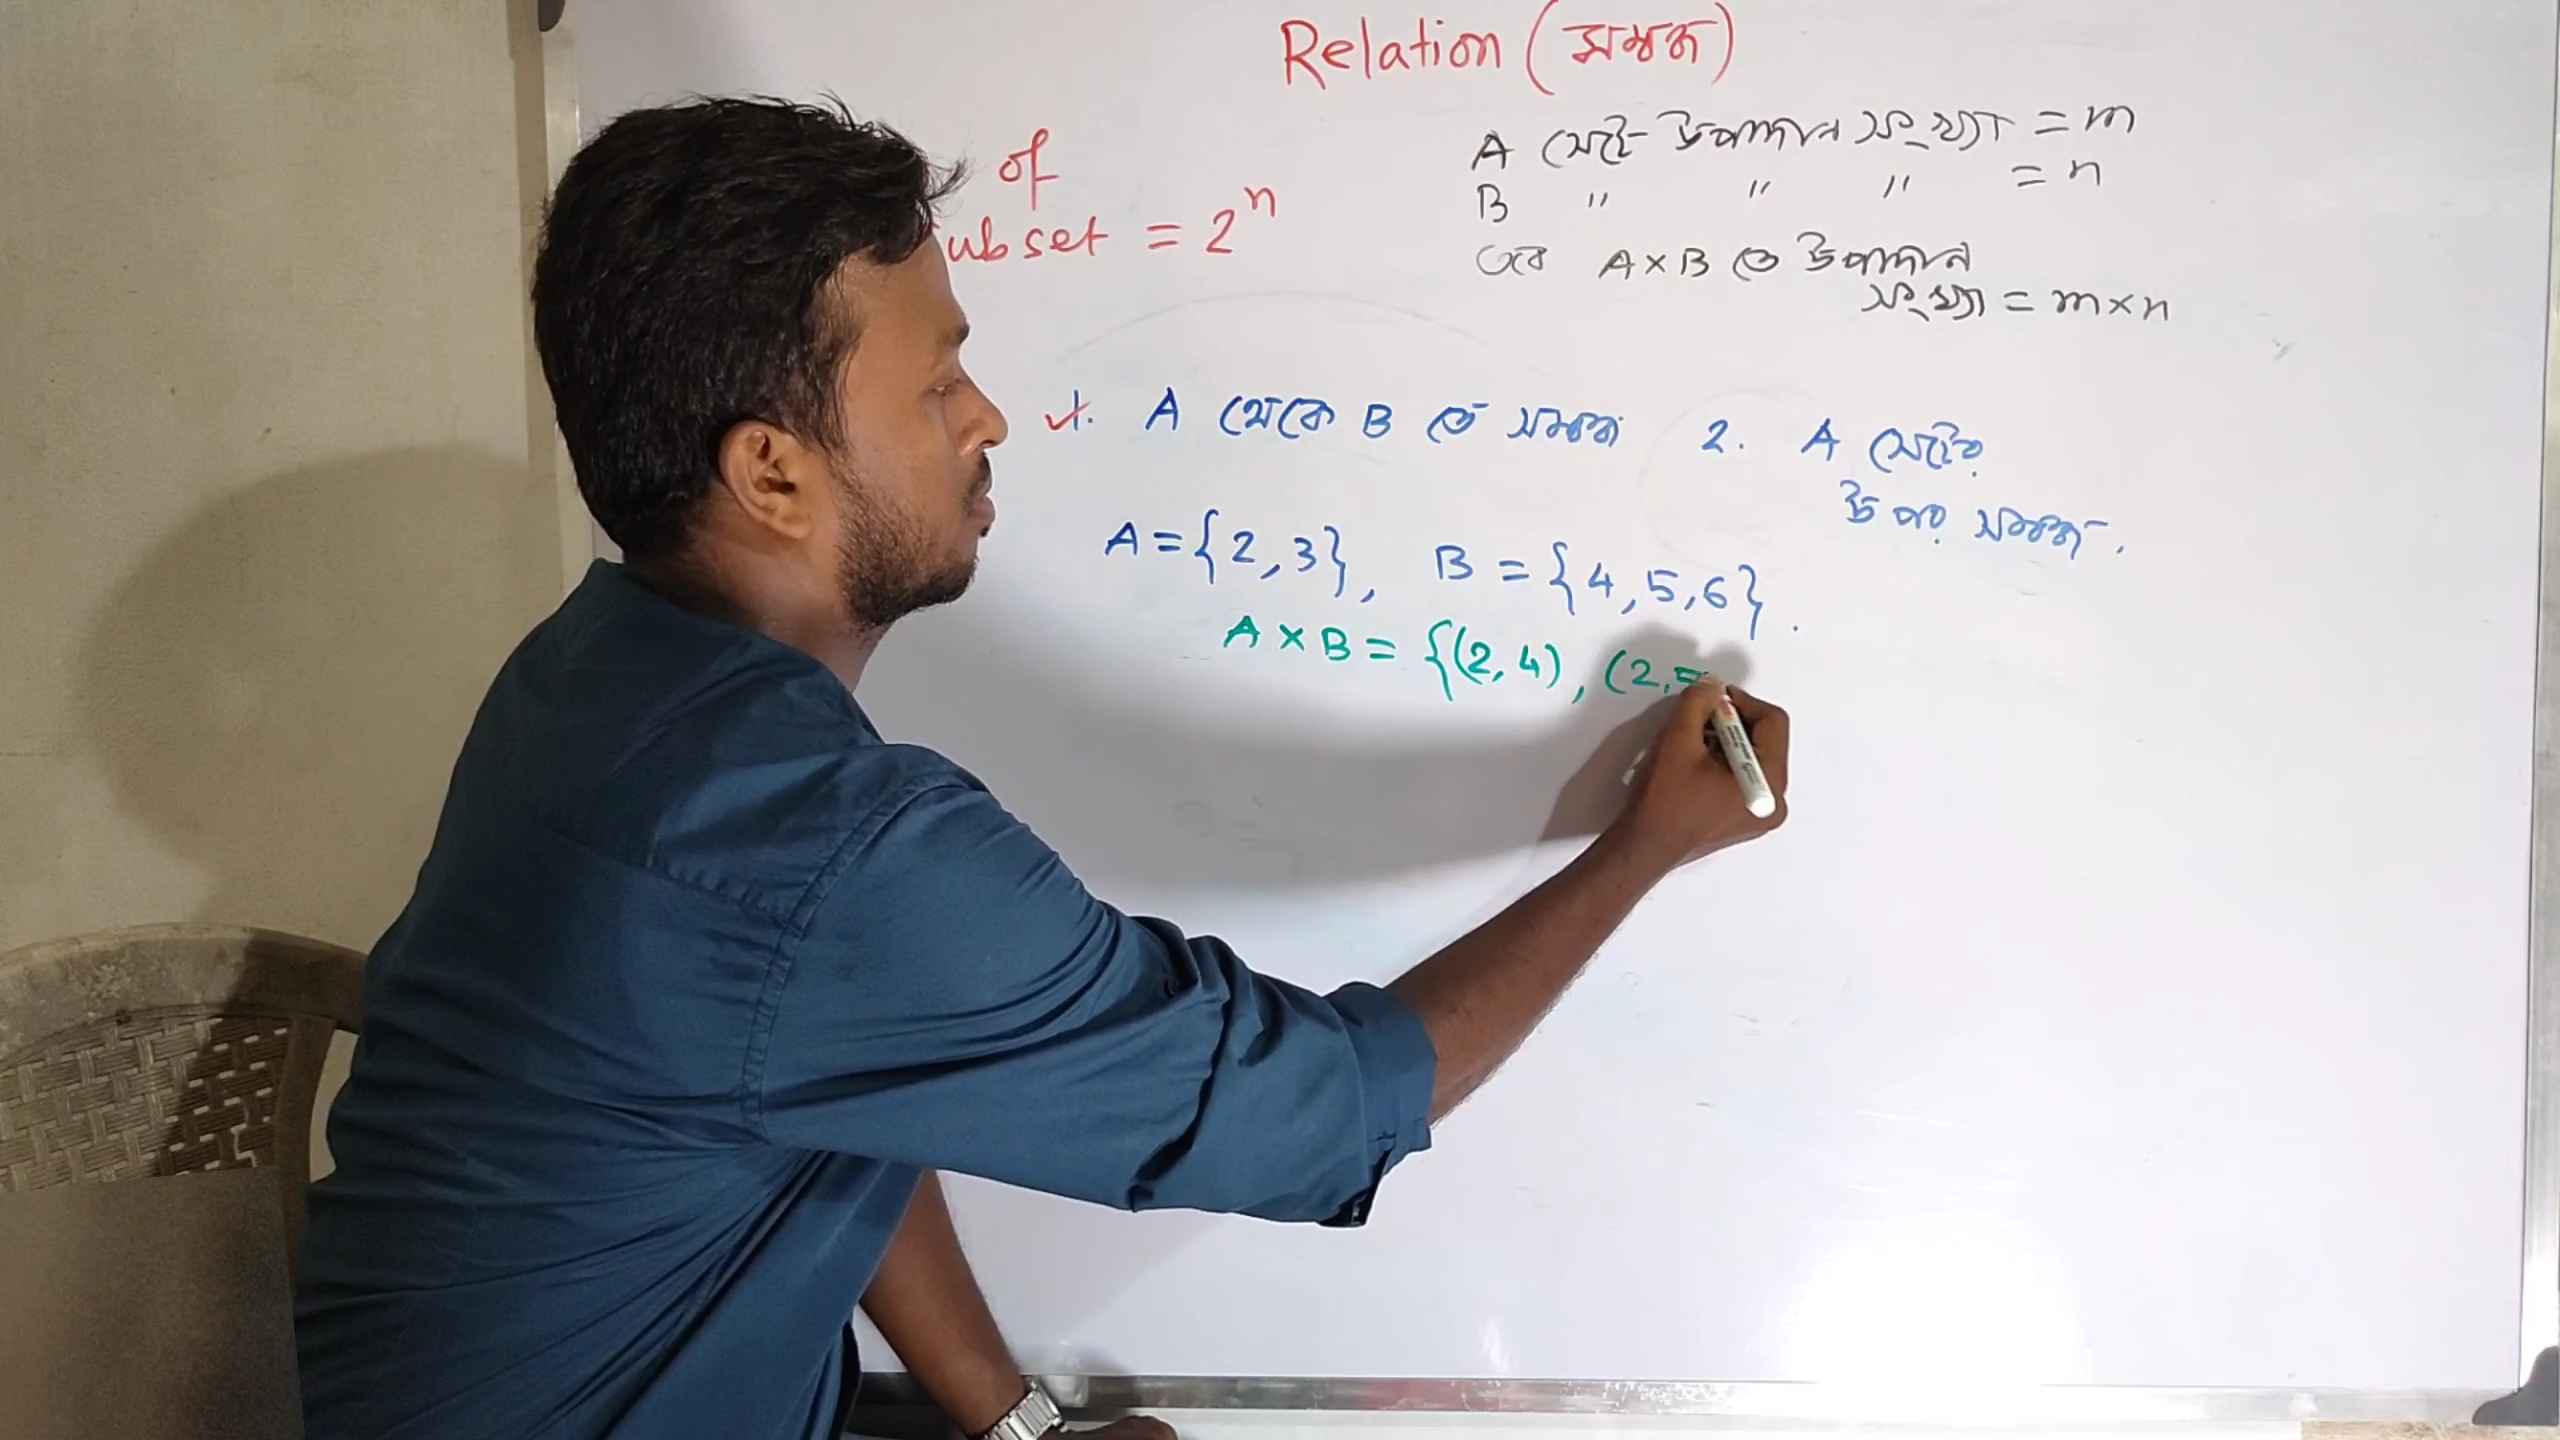 Relation (সম্বন্ধ)
of
ubset = 2ⁿ
A সেটে উপাদান সংখ্যা = m
B " " " = n
তবে A×B তে উপাদান
সংখ্যা = m×n
1. A থেকে B তে সম্বন্ধ
2. A সেটের
উপর সম্বন্ধ.
A = {2,3}, B = {4,5,6}.
A × B = {(2,4), (2,5